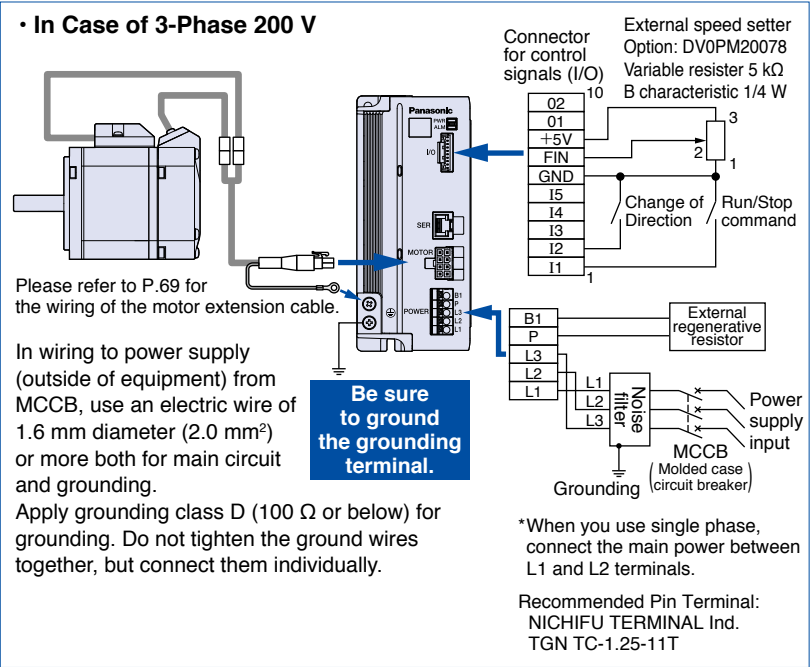 ・In Case of 3-Phase 200 V
Connector
for control
signals (I/O)
External speed setter
Option: DV0PM20078
Variable resister 5 kΩ
B characteristic 1/4 W
10
02
01
+5V
FIN
GND
I5
I4
I3
I2
I1
1
3
2
1
Change of
Direction
Run/Stop
command
Panasonic
PWR
ALM
I/O
SER
MOTOR
POWER
B1
P
L3
L2
L1
Please refer to P.69 for
the wiring of the motor extension cable.
In wiring to power supply
(outside of equipment) from
MCCB, use an electric wire of
1.6 mm diameter (2.0 mm²)
or more both for main circuit
and grounding.
Apply grounding class D (100 Ω or below) for
grounding. Do not tighten the ground wires
together, but connect them individually.
Be sure
to ground
the grounding
terminal.
B1
P
L3
L2
L1
External
regenerative
resistor
L1
L2
L3
Noise
filter
Power
supply
input
MCCB
(Molded case
circuit breaker)
Grounding
*When you use single phase,
connect the main power between
L1 and L2 terminals.
Recommended Pin Terminal:
NICHIFU TERMINAL Ind.
TGN TC-1.25-11T